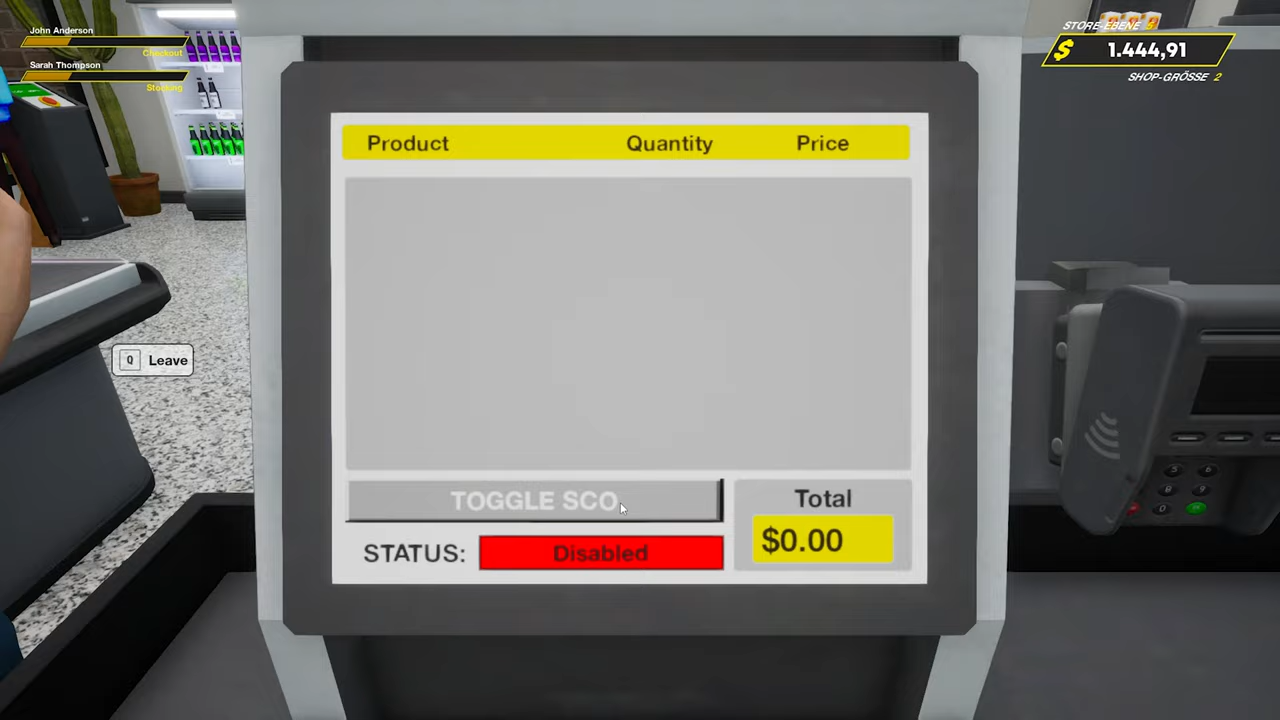 John Anderson
Checkout
Sarah Thompson
Stocking
STORE-EBENE 5
$ 1.444,91
SHOP-GRÖSSE 2
Product Quantity Price
Q Leave
TOGGLE SCO
Total
$0.00
STATUS: Disabled